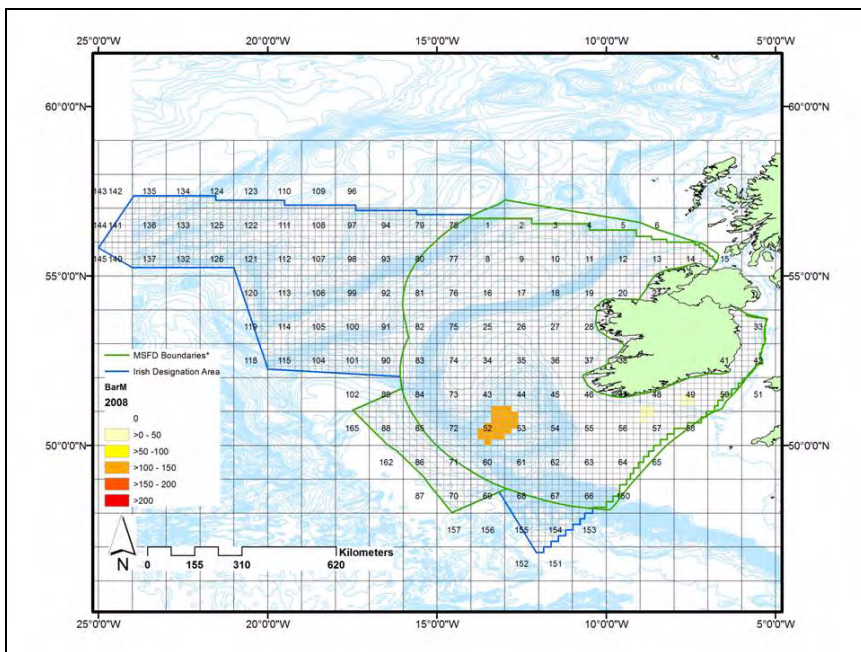 25°0'0"W 20°0'0"W 15°0'0"W 10°0'0"W 5°0'0"W
60°0'0"N 60°0'0"N
143 142 135 134 124 123 110 109 96
144 141 136 133 125 122 111 108 97 94 79 78 1 2 3 4 5 6
145 140 137 132 126 121 112 107 98 93 80 77 8 9 10 11 12 13 14 15
55°0'0"N 55°0'0"N
120 113 106 99 92 81 76 16 17 18 19 20
119 114 105 100 91 82 75 25 26 27 28 33
118 115 104 101 90 83 74 34 35 36 37 38 41 42
MSFD Boundaries*
Irish Designation Area
102 89 84 73 43 44 45 46 47 48 49 50 51
BarM
2008
165 88 85 72 52 53 54 55 56 57 58
50°0'0"N 50°0'0"N
0
>0 - 50
>50 -100
>100 - 150
>150 - 200
>200
162 86 71 60 61 62 63 64 65
87 70 69 68 67 66 150
157 156 155 154 153
152 151
N
Kilometers
0 155 310 620
25°0'0"W 20°0'0"W 15°0'0"W 10°0'0"W 5°0'0"W